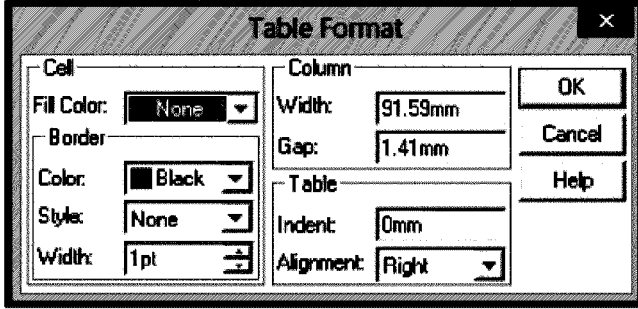 Table Format
×
Cell
Fill Color: None
Border
Color: Black
Style: None
Width: 1pt
Column
Width: 91.59mm
Gap: 1.41mm
Table
Indent: 0mm
Alignment: Right
OK
Cancel
Help